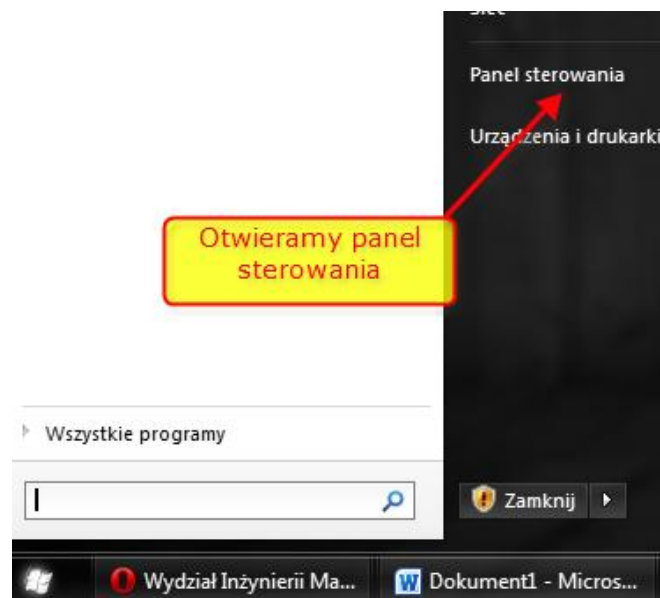 Panel sterowania
Urządzenia i drukarki
Otwieramy panel
sterowania
Wszystkie programy
Zamknij
Wydział Inżynierii Ma...
Dokument1 - Micros...